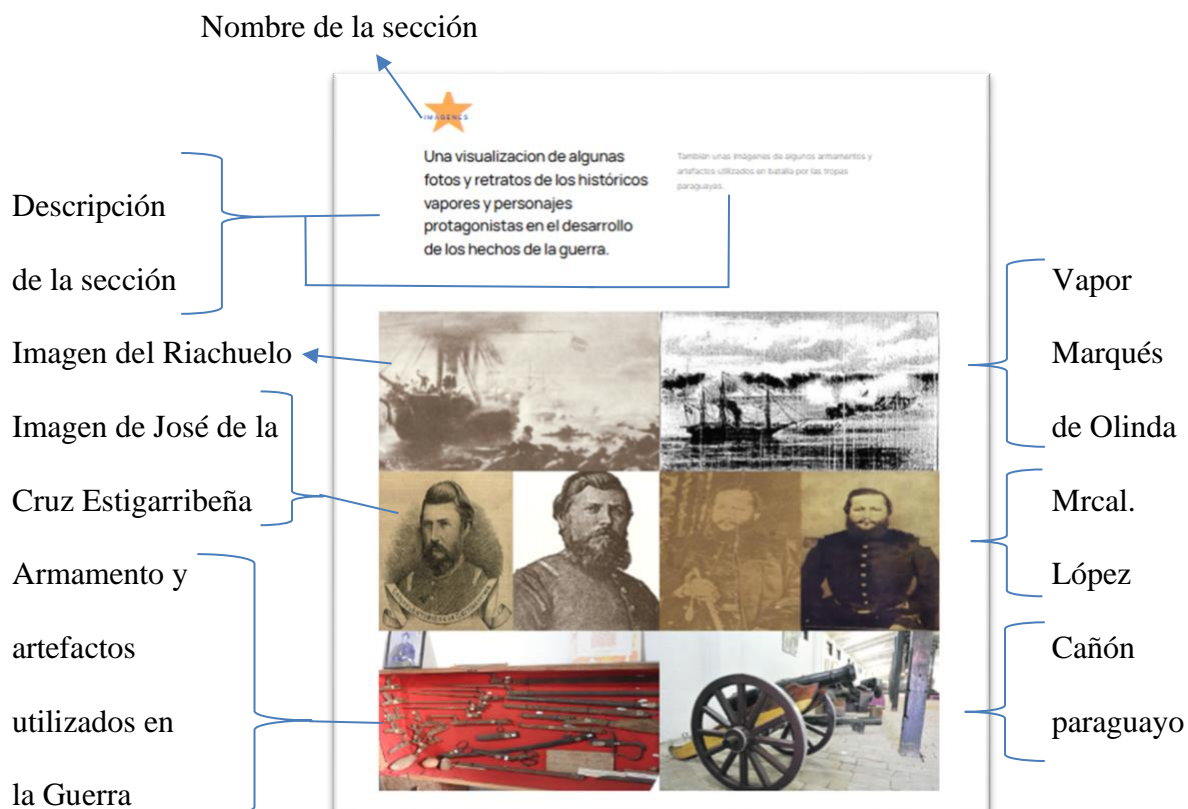 Nombre de la sección
IMÁGENES
Una visualizacion de algunas
fotos y retratos de los históricos
vapores y personajes
protagonistas en el desarrollo
de los hechos de la guerra.
También unas imágenes de algunos armamentos y
artefactos utilizados en batalla por las tropas
paraguayas.
Descripción
de la sección
Imagen del Riachuelo
Imagen de José de la
Cruz Estigarribeña
Armamento y
artefactos
utilizados en
la Guerra
Vapor
Marqués
de Olinda
Mrcal.
López
Cañón
paraguayo